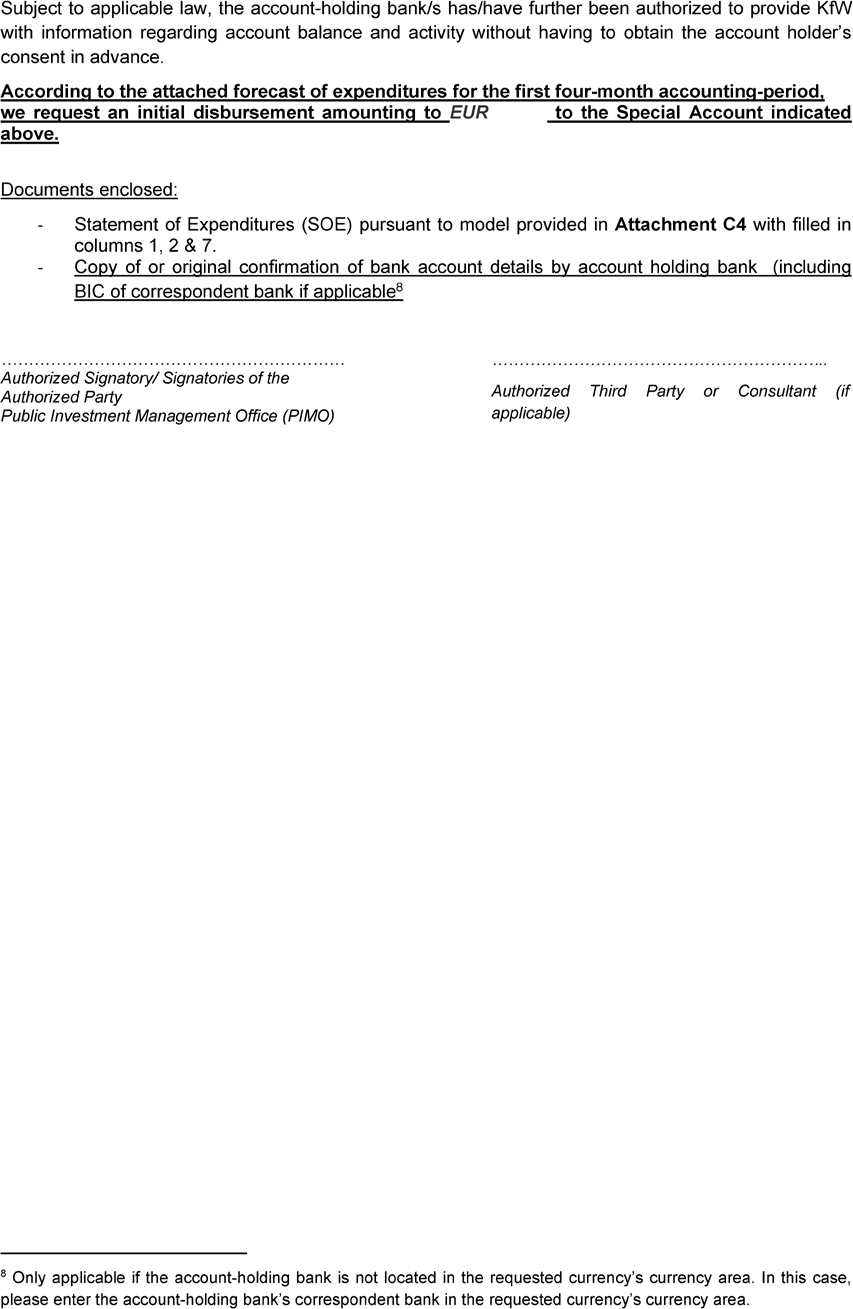 Subject to applicable law, the account-holding bank/s has/have further been authorized to provide KfW
with information regarding account balance and activity without having to obtain the account holder's
consent in advance.
According to the attached forecast of expenditures for the first four-month accounting-period,
we request an initial disbursement amounting to EUR to the Special Account indicated
above.
Documents enclosed:
- Statement of Expenditures (SOE) pursuant to model provided in Attachment C4 with filled in
columns 1, 2 & 7.
- Copy of or original confirmation of bank account details by account holding bank (including
BIC of correspondent bank if applicable8
………………………………………………………
Authorized Signatory/ Signatories of the
Authorized Party
Public Investment Management Office (PIMO)
……………………………………………………...
Authorized Third Party or Consultant (if
applicable)
8 Only applicable if the account-holding bank is not located in the requested currency's currency area. In this case,
please enter the account-holding bank's correspondent bank in the requested currency's currency area.